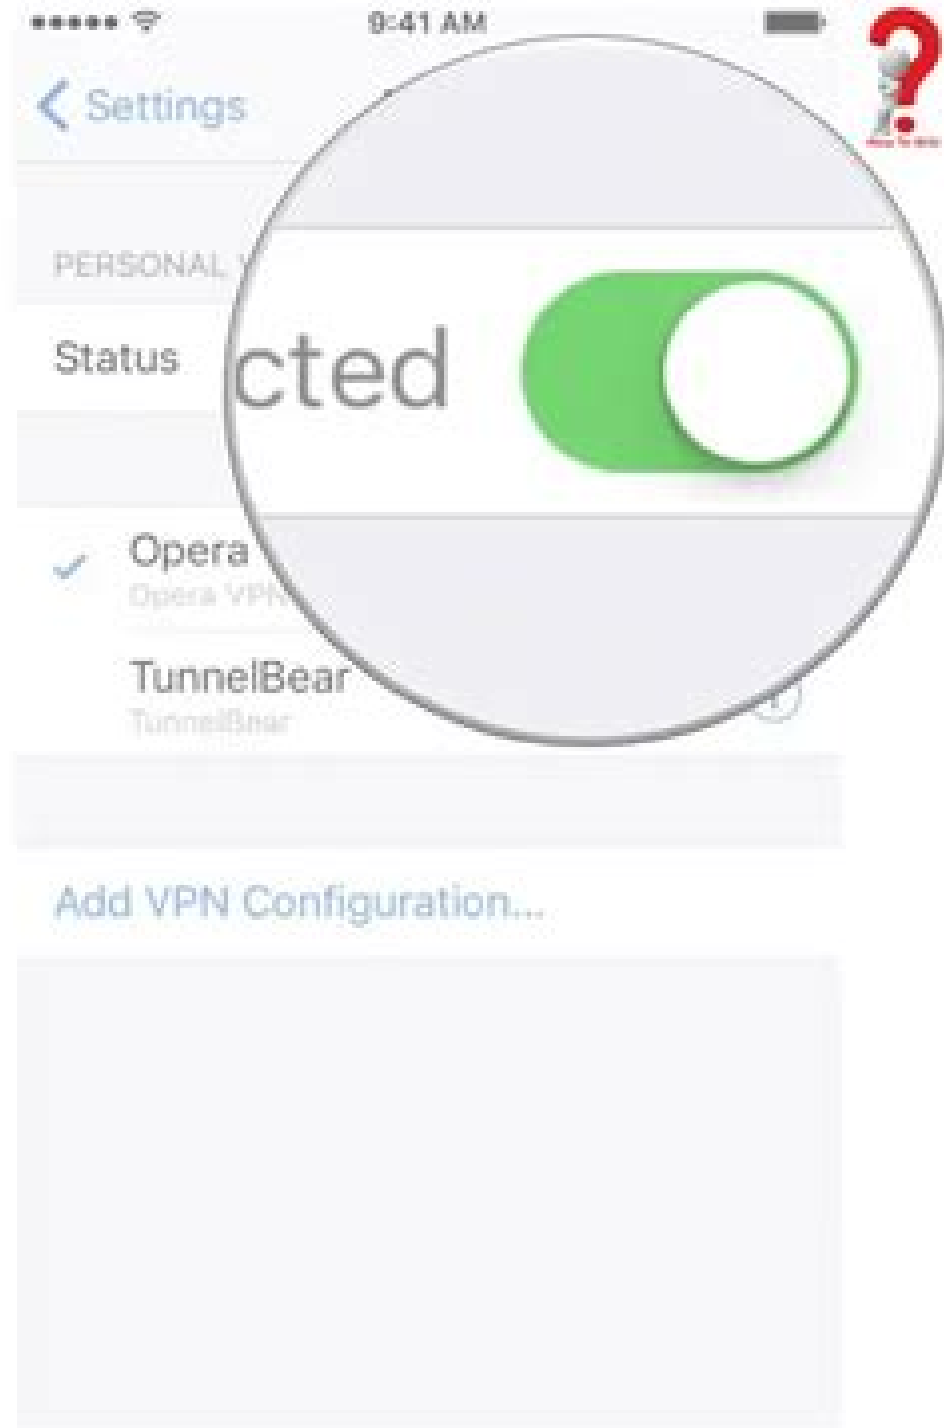 9:41 AM
Settings
PERSONAL
Status cted
Opera
Opera VPN
TunnelBear
TunnelBear
Add VPN Configuration...